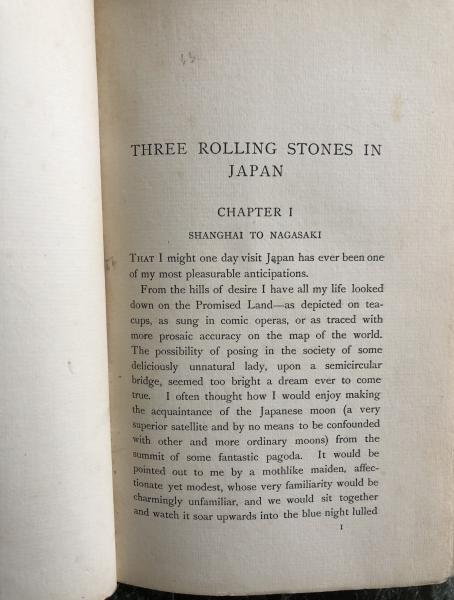 THREE ROLLING STONES IN
JAPAN
CHAPTER I
SHANGHAI TO NAGASAKI
THAT I might one day visit Japan has ever been one
of my most pleasurable anticipations.
From the hills of desire I have all my life looked
down on the Promised Land—as depicted on tea-
cups, as sung in comic operas, or as traced with
more prosaic accuracy on the map of the world.
The possibility of posing in the society of some
deliciously unnatural lady, upon a semicircular
bridge, seemed too bright a dream ever to come
true. I often thought how I would enjoy making
the acquaintance of the Japanese moon (a very
superior satellite and by no means to be confounded
with other and more ordinary moons) from the
summit of some fantastic pagoda. It would be
pointed out to me by a mothlike maiden, affec-
tionate yet modest, whose very familiarity would be
charmingly unfamiliar, and we would sit together
and watch it soar upwards into the blue night lulled
1